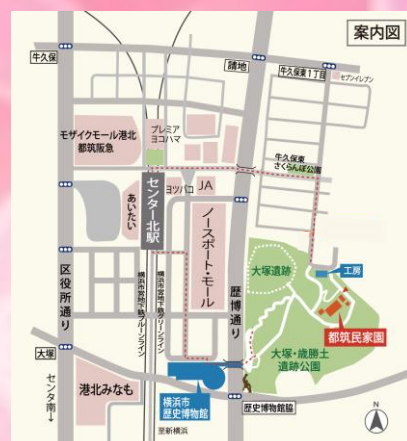 案内図
牛久保
請地
牛久保東1丁目
セブンイレブン
モザイクモール港北
都筑阪急
プレミア
ヨコハマ
牛久保東
さくらんぼ公園
センター北駅
ヨツバコ
JA
あいたい
ノースポート・モール
大塚遺跡
工房
区役所通り
横浜市営地下鉄ブルーライン
横浜市営地下鉄グリーンライン
歴博通り
都筑民家園
大塚・歳勝土
遺跡公園
大塚
センタ南↓
港北みなも
横浜市
歴史博物館
歴史博物館脇
至新横浜
N